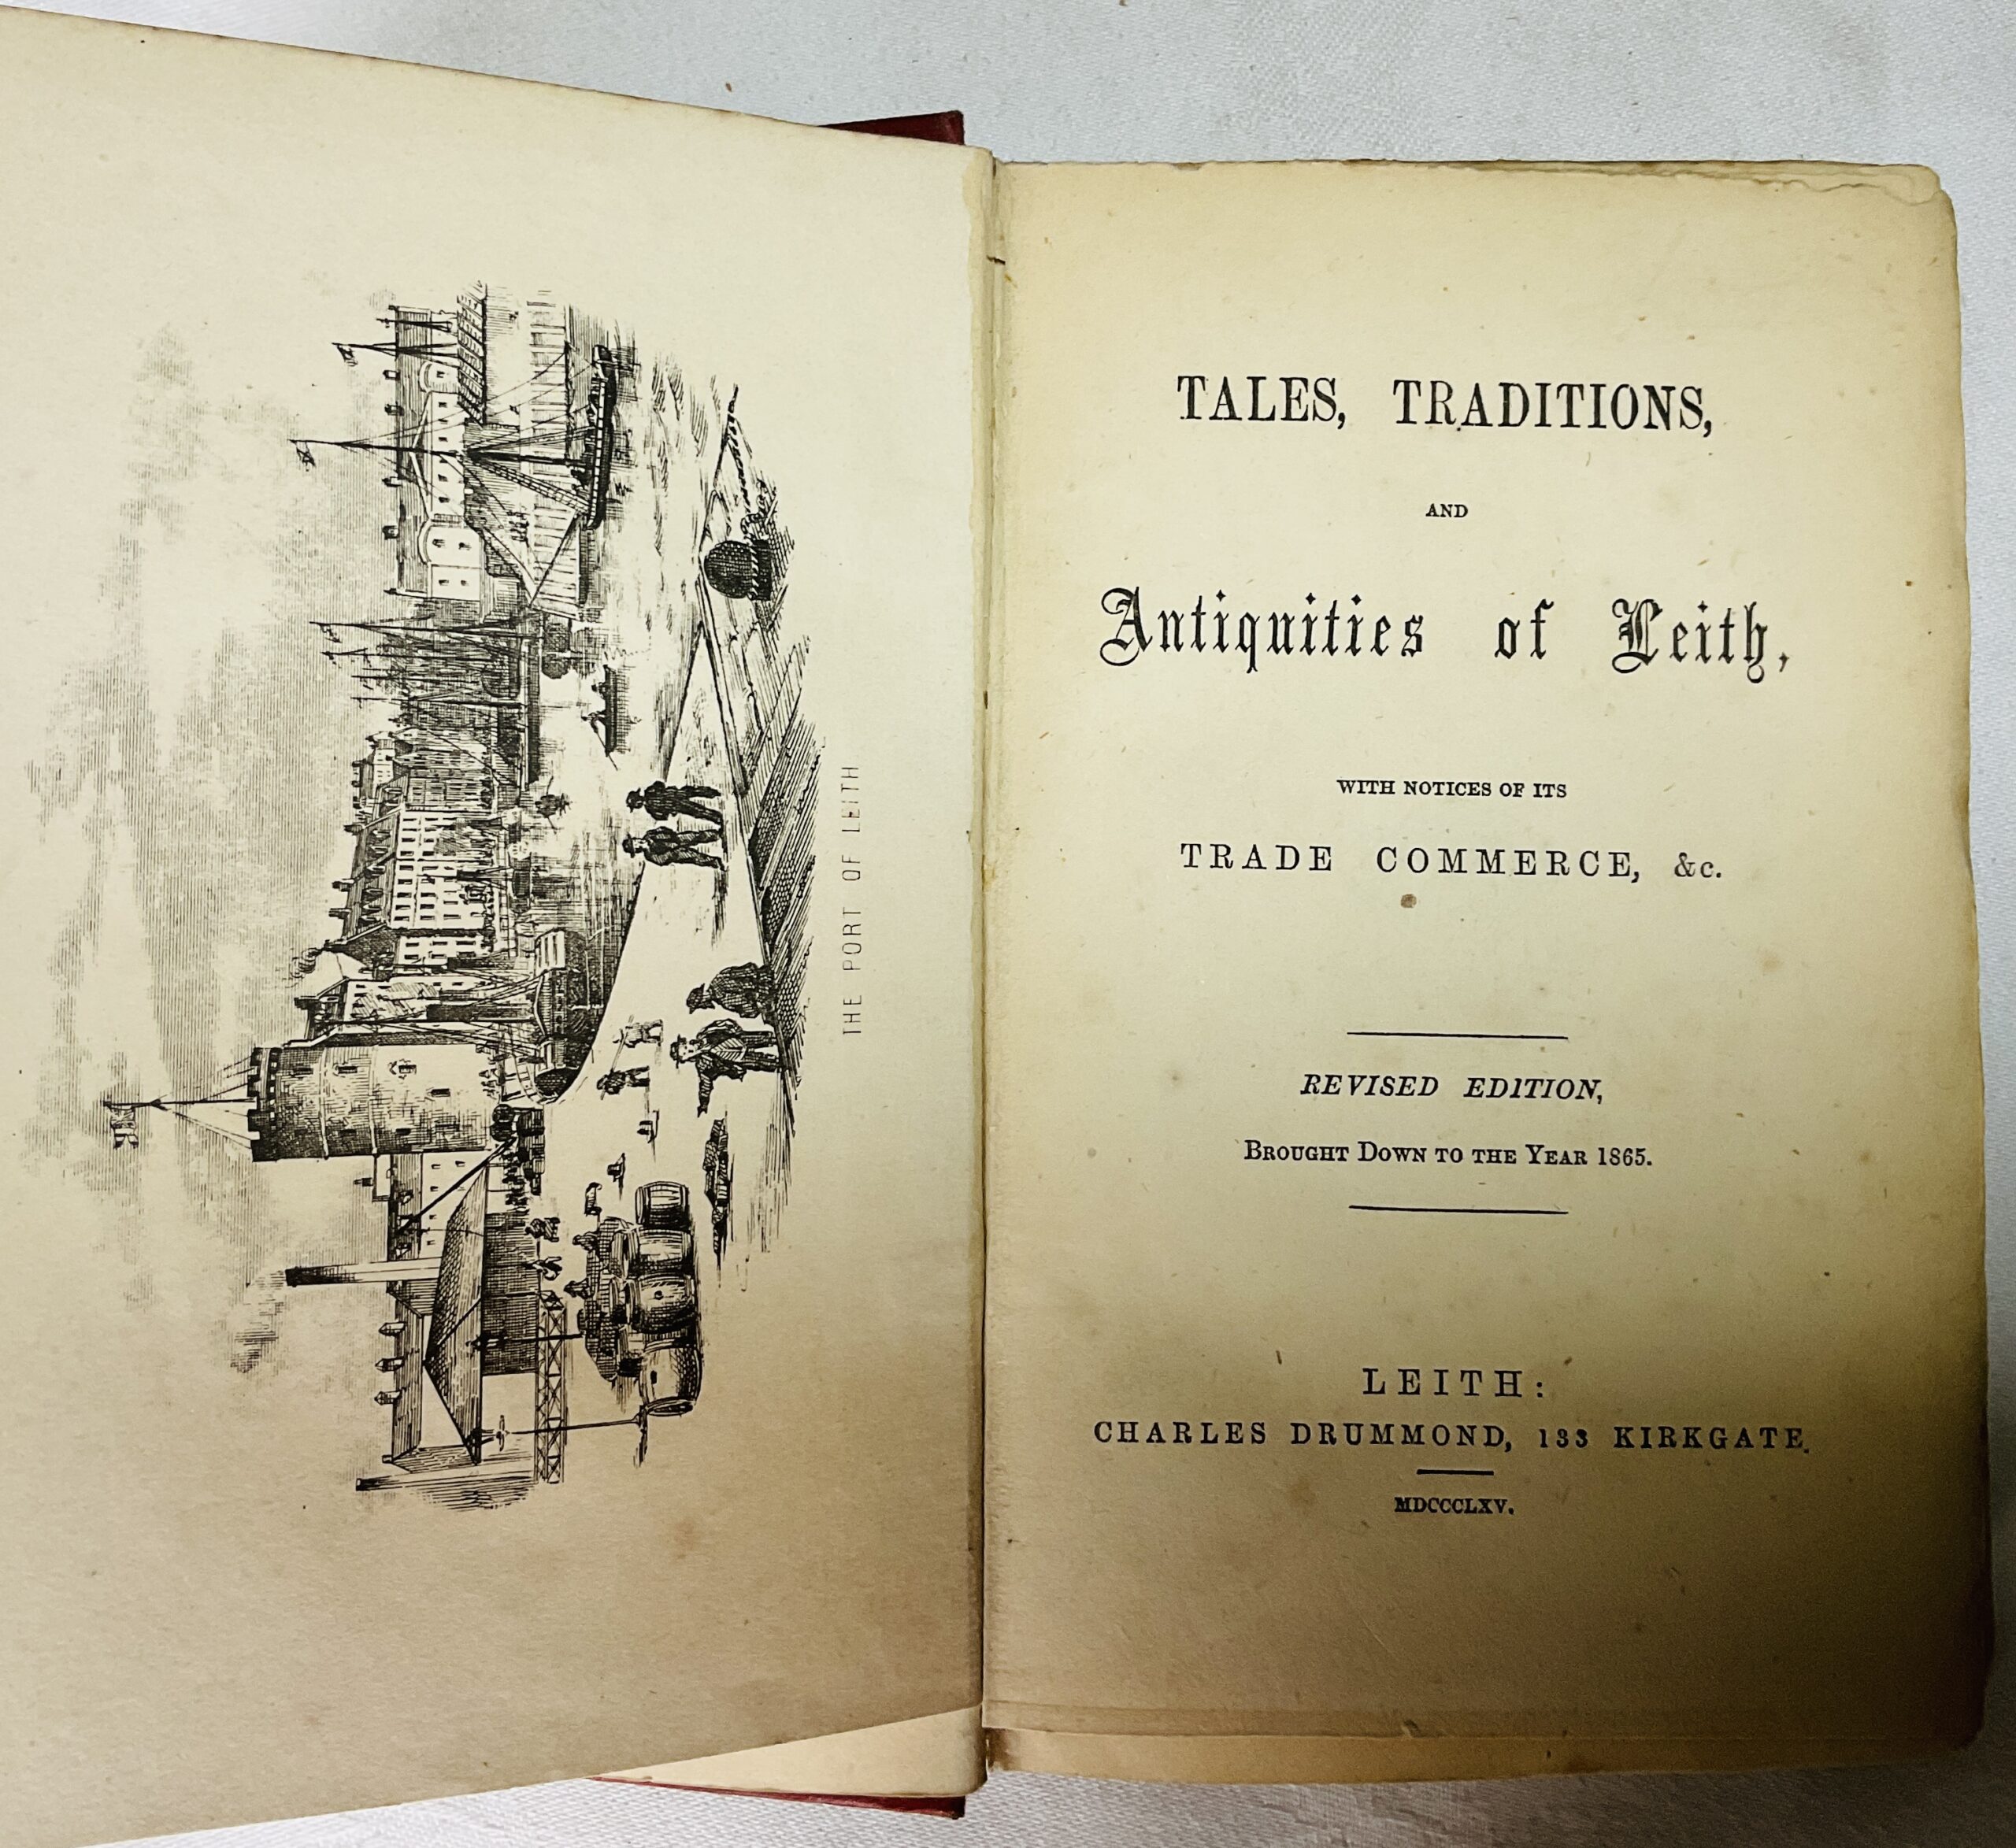 THE PORT OF LEITH
TALES, TRADITIONS,
AND
Antiquities of Leith,
WITH NOTICES OF ITS
TRADE COMMERCE, &c.
REVISED EDITION,
BROUGHT DOWN TO THE YEAR 1865.
LEITH:
CHARLES DRUMMOND, 133 KIRKGATE.
MDCCCLXV.